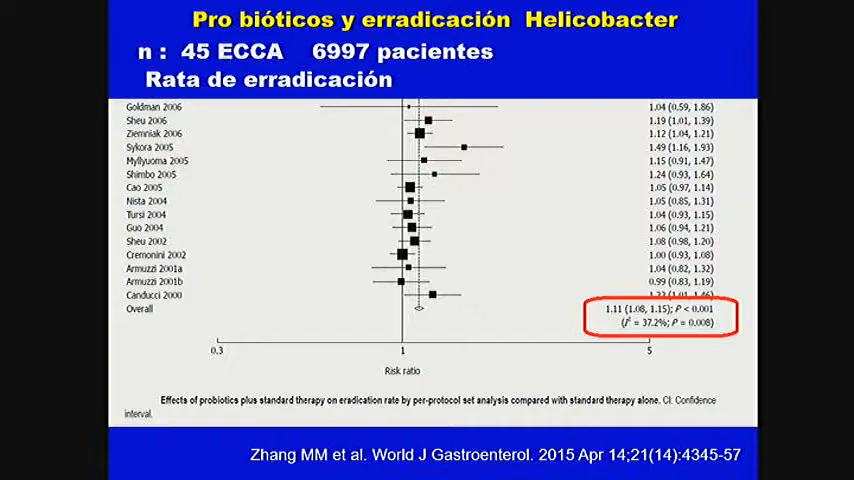 Pro bióticos y erradicación Helicobacter
n : 45 ECCA 6997 pacientes
Rata de erradicación
Goldman 2006 1.04 (0.59, 1.86)
Sheu 2006 1.19 (1.01, 1.39)
Ziemniak 2006 1.12 (1.04, 1.21)
Sykora 2005 1.49 (1.16, 1.93)
Myllyuoma 2005 1.15 (0.91, 1.47)
Shimbo 2005 1.24 (0.93, 1.64)
Cao 2005 1.05 (0.97, 1.14)
Nista 2004 1.05 (0.85, 1.31)
Tursi 2004 1.04 (0.93, 1.15)
Guo 2004 1.06 (0.94, 1.21)
Sheu 2002 1.08 (0.98, 1.20)
Cremonini 2002 1.00 (0.93, 1.08)
Armuzzi 2001a 1.04 (0.82, 1.32)
Armuzzi 2001b 0.99 (0.83, 1.19)
Canducci 2000 1.22 (1.01, 1.46)
Overall 1.11 (1.08, 1.15); P < 0.001
(I² = 37.2%; P = 0.008)
0.3 1 5
Risk ratio
Effects of probiotics plus standard therapy on eradication rate by per-protocol set analysis compared with standard therapy alone. CI: Confidence
interval.
Zhang MM et al. World J Gastroenterol. 2015 Apr 14;21(14):4345-57